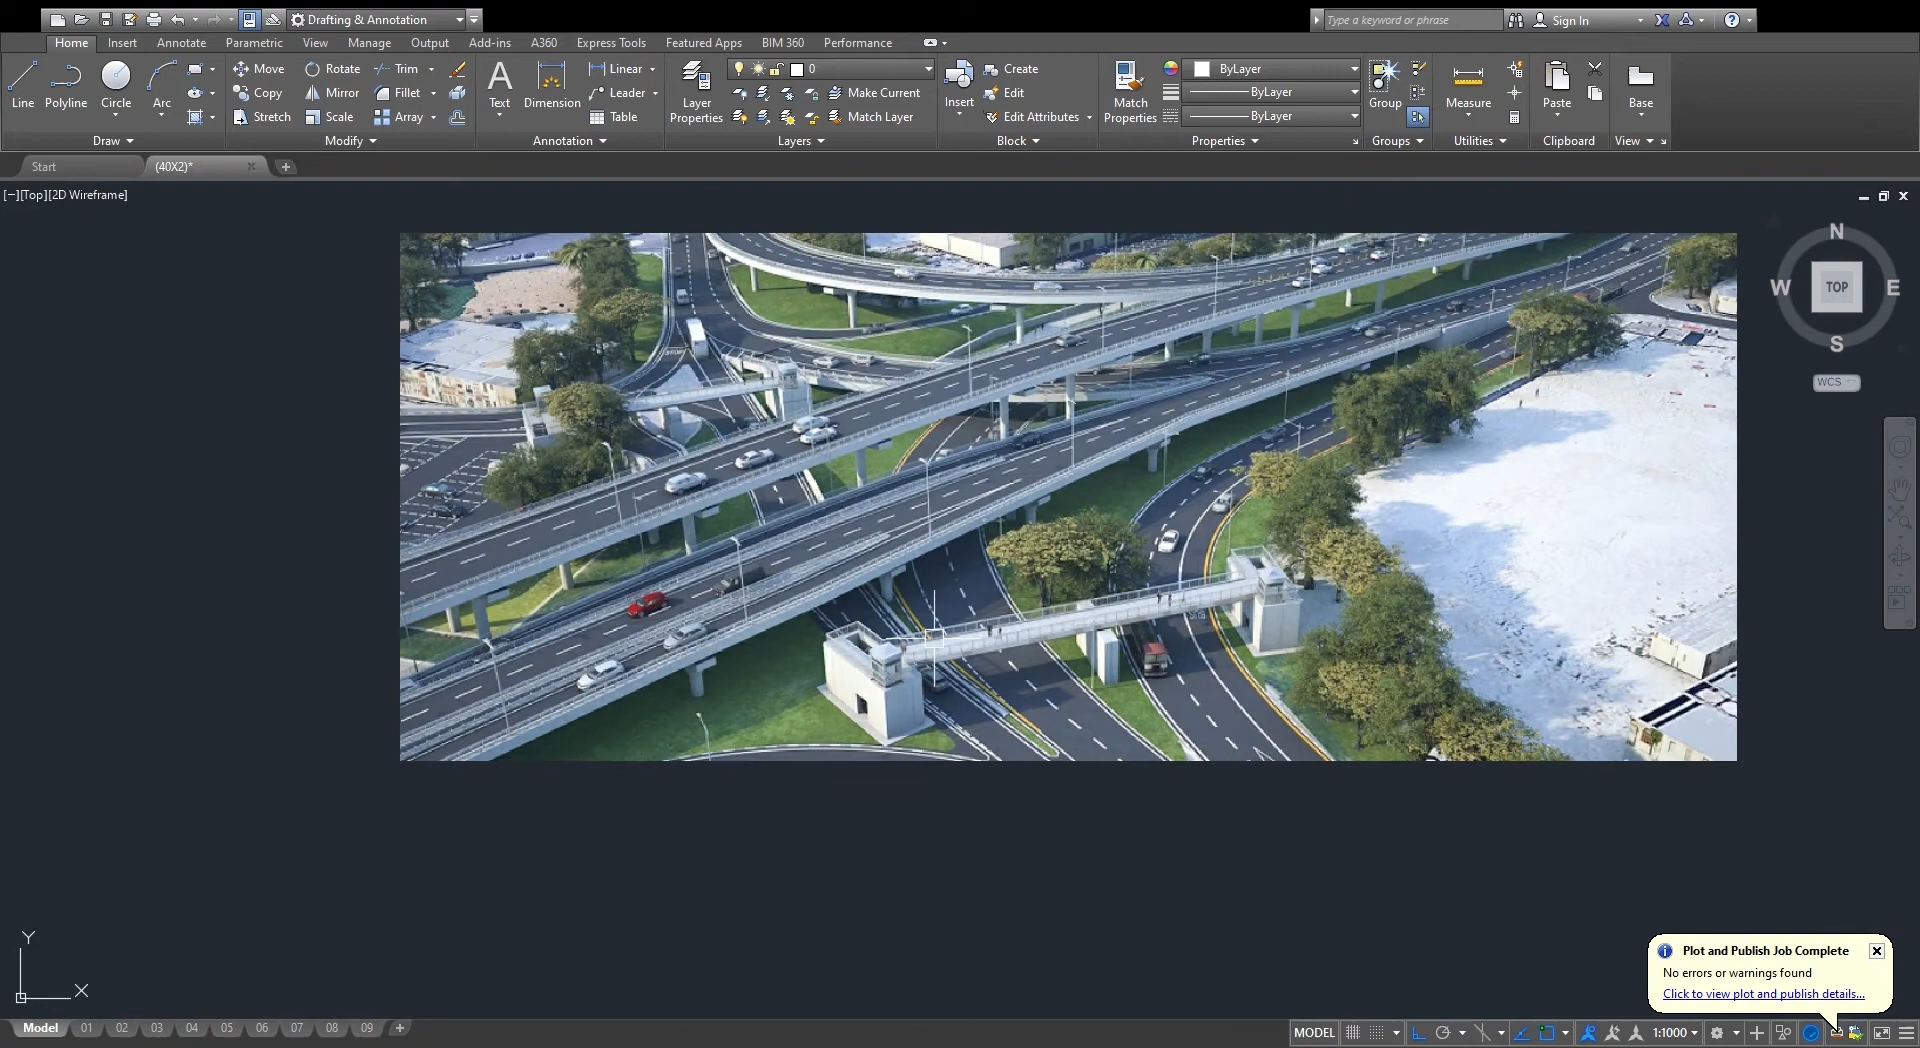 Drafting & Annotation
Type a keyword or phrase
Sign In
Home Insert Annotate Parametric View Manage Output Add-ins A360 Express Tools Featured Apps BIM 360 Performance
Line Polyline Circle Arc
Move Rotate Trim
Copy Mirror Fillet
Stretch Scale Array
Text Dimension
Linear
Leader
Table
Layer Properties
0
Make Current
Match Layer
Insert
Create
Edit
Edit Attributes
Match Properties
ByLayer
ByLayer
ByLayer
Group
Measure
Paste
Base
Draw Modify Annotation Layers Block Properties Groups Utilities Clipboard View
Start (40X2)*
[−][Top][2D Wireframe]
N
W TOP E
S
WCS
Y
X
Plot and Publish Job Complete
No errors or warnings found
Click to view plot and publish details...
Model 01 02 03 04 05 06 07 08 09
MODEL 1:1000